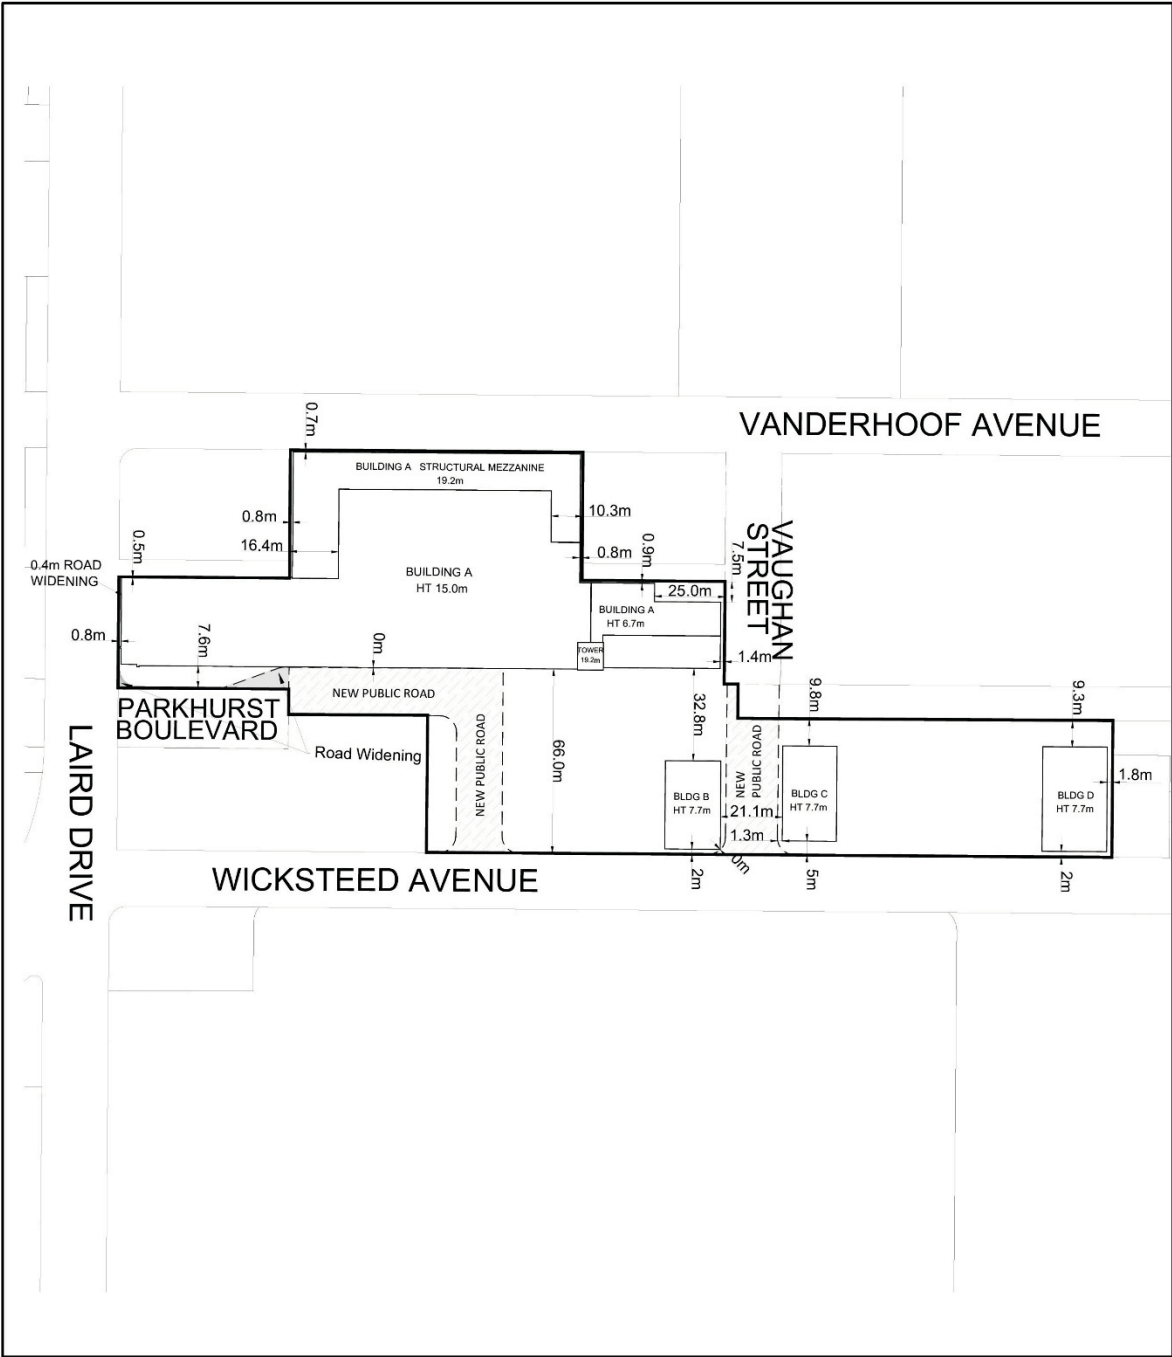 VANDERHOOF AVENUE
0.7m
BUILDING A STRUCTURAL MEZZANINE
19.2m
0.8m
10.3m
16.4m
0.8m
0.5m
0.9m
7.5m
VAUGHAN
STREET
0.4m ROAD
WIDENING
BUILDING A
HT 15.0m
25.0m
BUILDING A
HT 6.7m
0.8m
7.6m
0m
TOWER
19.2m
1.4m
NEW PUBLIC ROAD
PARKHURST
BOULEVARD
Road Widening
NEW PUBLIC ROAD
66.0m
32.8m
9.8m
9.3m
NEW
PUBLIC ROAD
1.8m
BLDG B
HT 7.7m
21.1m
BLDG C
HT 7.7m
BLDG D
HT 7.7m
1.3m
0m
LAIRD DRIVE
WICKSTEED AVENUE
2m
5m
2m